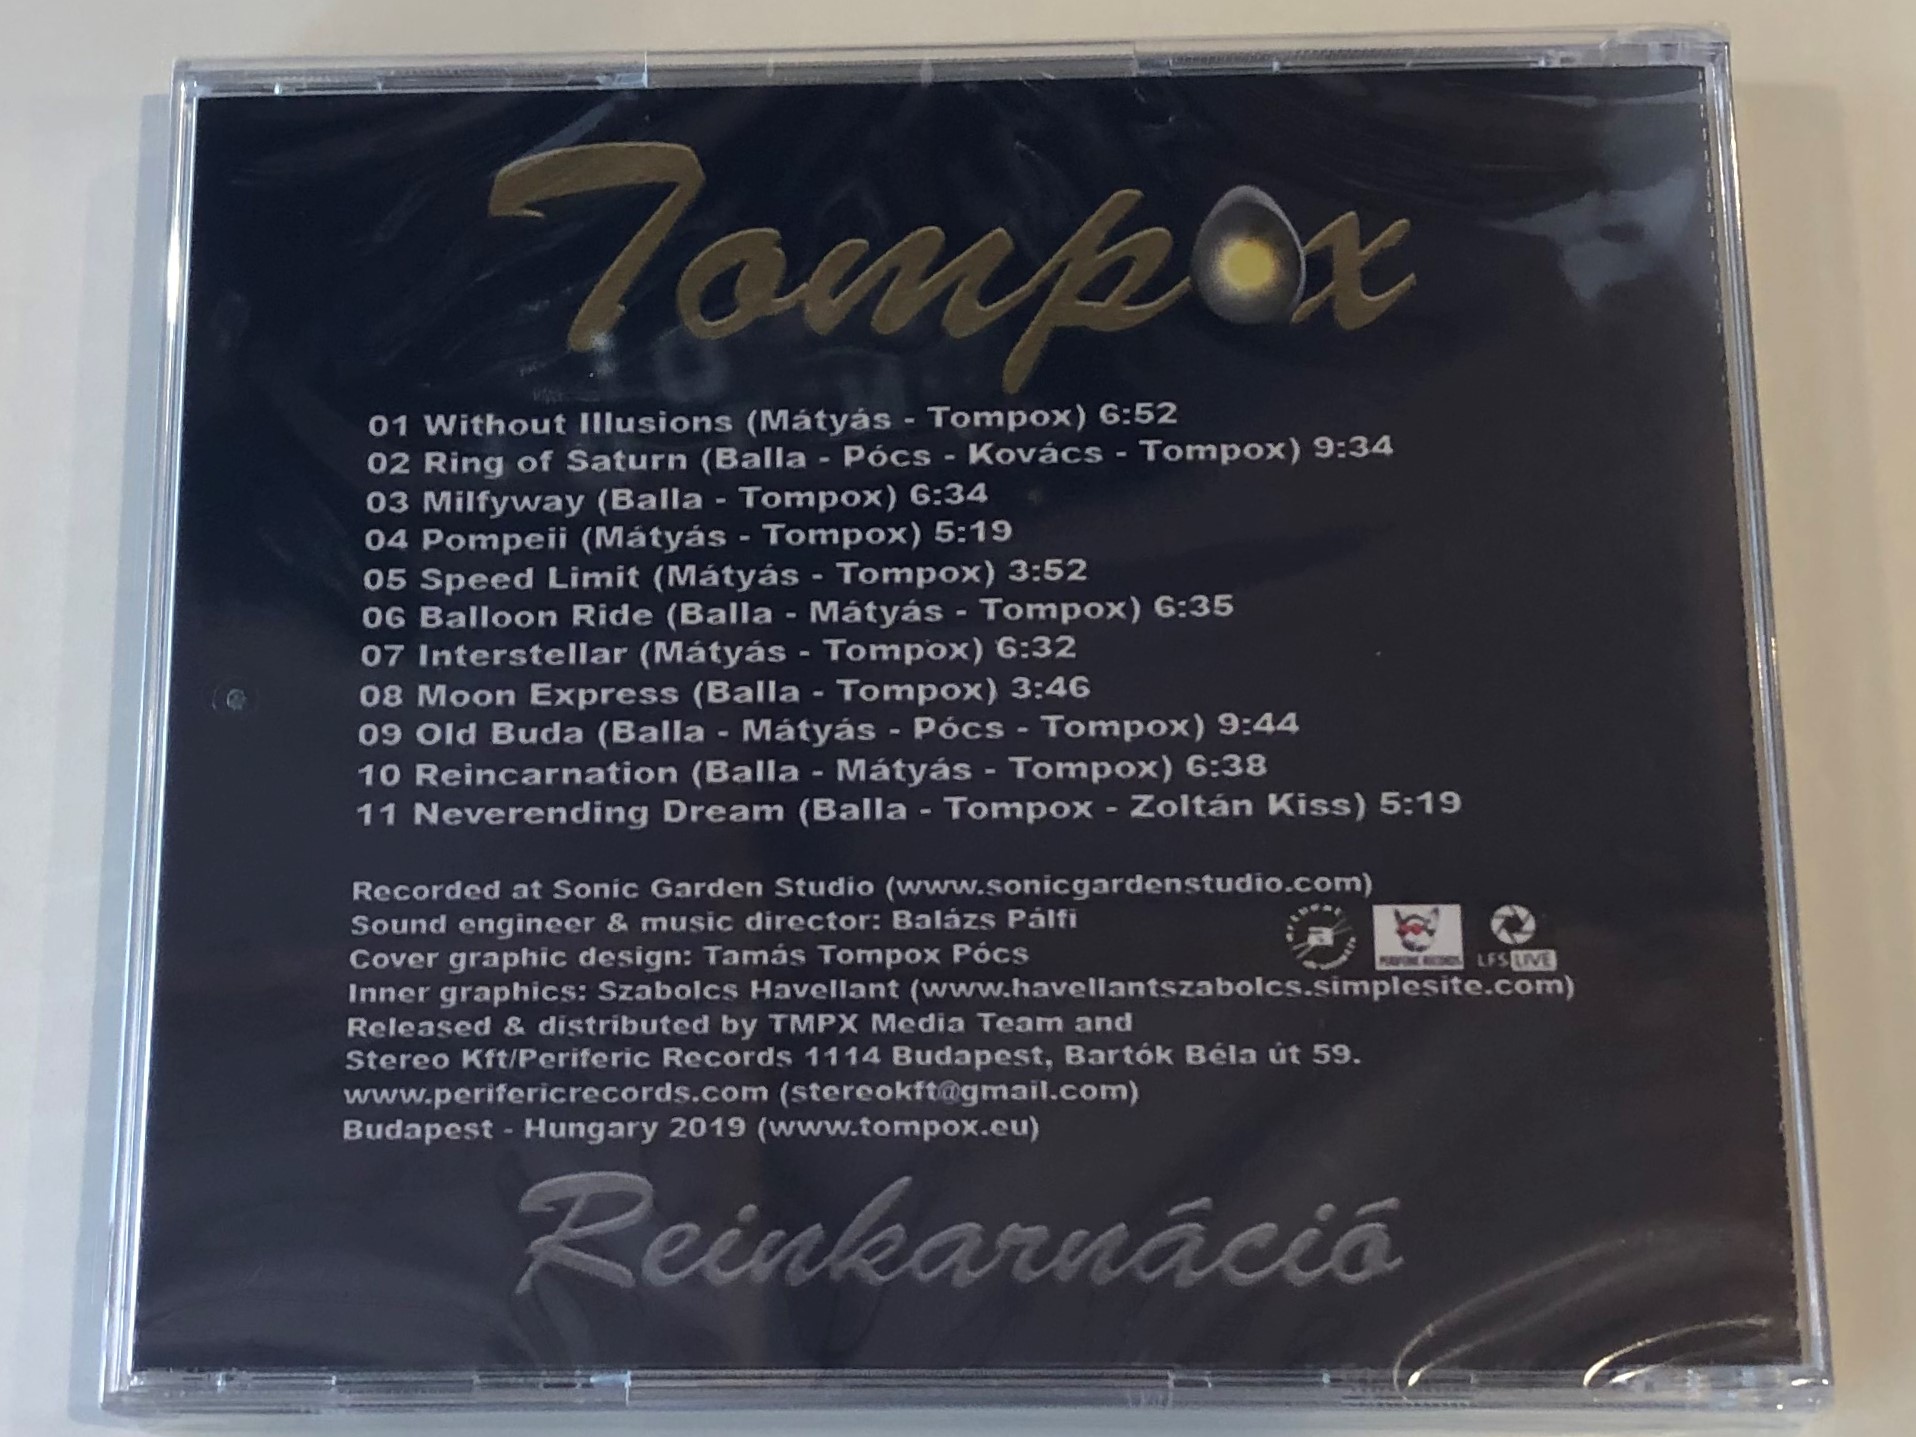 Tompox
01 Without Illusions (Mátyás - Tompox) 6:52
02 Ring of Saturn (Balla - Pócs - Kovács - Tompox) 9:34
03 Milfyway (Balla - Tompox) 6:34
04 Pompeii (Mátyás - Tompox) 5:19
05 Speed Limit (Mátyás - Tompox) 3:52
06 Balloon Ride (Balla - Mátyás - Tompox) 6:35
07 Interstellar (Mátyás - Tompox) 6:32
08 Moon Express (Balla - Tompox) 3:46
09 Old Buda (Balla - Mátyás - Pócs - Tompox) 9:44
10 Reincarnation (Balla - Mátyás - Tompox) 6:38
11 Neverending Dream (Balla - Tompox - Zoltán Kiss) 5:19
Recorded at Sonic Garden Studio (www.sonicgardenstudio.com)
Sound engineer & music director: Balázs Pálfi
Cover graphic design: Tamás Tompox Pócs
PERIFERIC RECORDS
LFS LIVE
Inner graphics: Szabolcs Havellant (www.havellantszabolcs.simplesite.com)
Released & distributed by TMPX Media Team and
Stereo Kft/Periferic Records 1114 Budapest, Bartók Béla út 59.
www.perifericrecords.com (stereokft@gmail.com)
Budapest - Hungary 2019 (www.tompox.eu)
Reinkarnáció